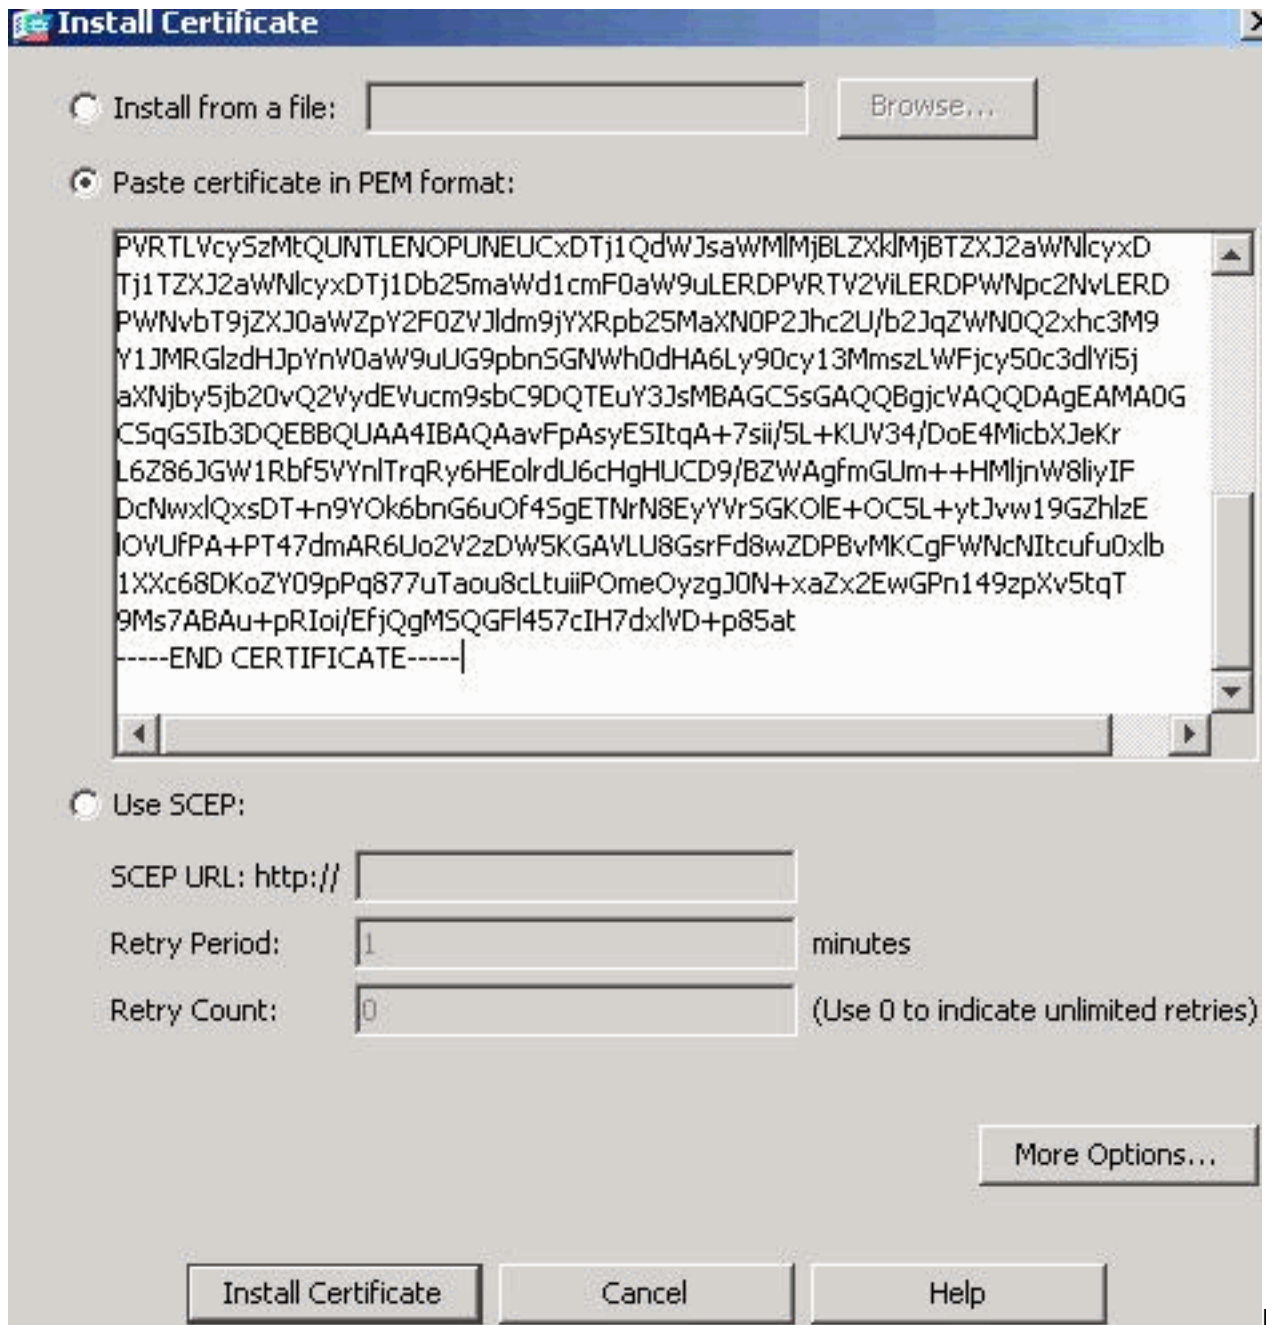 Install Certificate
Install from a file:
Browse...
Paste certificate in PEM format:
PVRTLVcySzMtQUNTLENOPUNEUCxDTj1QdWJsaWMlMjBLZXklMjBTZXJ2aWNlcyxD
Tj1TZXJ2aWNlcyxDTj1Db25maWd1cmF0aW9uLERDPVRTV2ViLERDPWNpc2NvLERD
PWNvbT9jZXJ0aWZpY2F0ZVJldm9jYXRpb25MaXN0P2Jhc2U/b2JqZWN0Q2xhc3M9
Y1JMRGlzdHJpYnV0aW9uUG9pbnSGNWh0dHA6Ly90cy13MmszLWFjcy50c3dlYi5j
aXNjby5jb20vQ2VydEVucm9sbC9DQTEuY3JsMBAGCSsGAQQBgjcVAQQDAgEAMA0G
CSqGSIb3DQEBBQUAA4IBAQAavFpAsyESItqA+7sii/5L+KUV34/DoE4MicbXJeKr
L6Z86JGW1Rbf5VYnlTrqRy6HEolrdU6cHgHUCD9/BZWAgfmGUm++HMljnW8liyIF
DcNwxlQxsDT+n9YOk6bnG6uOf4SgETNrN8EyYVrSGKOlE+OC5L+ytJvw19GZhlzE
lOVUfPA+PT47dmAR6Uo2V2zDW5KGAVLU8GsrFd8wZDPBvMKCgFWNcNItcufu0xlb
1XXc68DKoZY09pPq877uTaou8cLtuiiPOmeOyzgJ0N+xaZx2EwGPn149zpXv5tqT
9Ms7ABAu+pRIoi/EfjQgMSQGFl457cIH7dxlVD+p85at
-----END CERTIFICATE-----
Use SCEP:
SCEP URL: http://
Retry Period: 1 minutes
Retry Count: 0 (Use 0 to indicate unlimited retries)
More Options...
Install Certificate Cancel Help